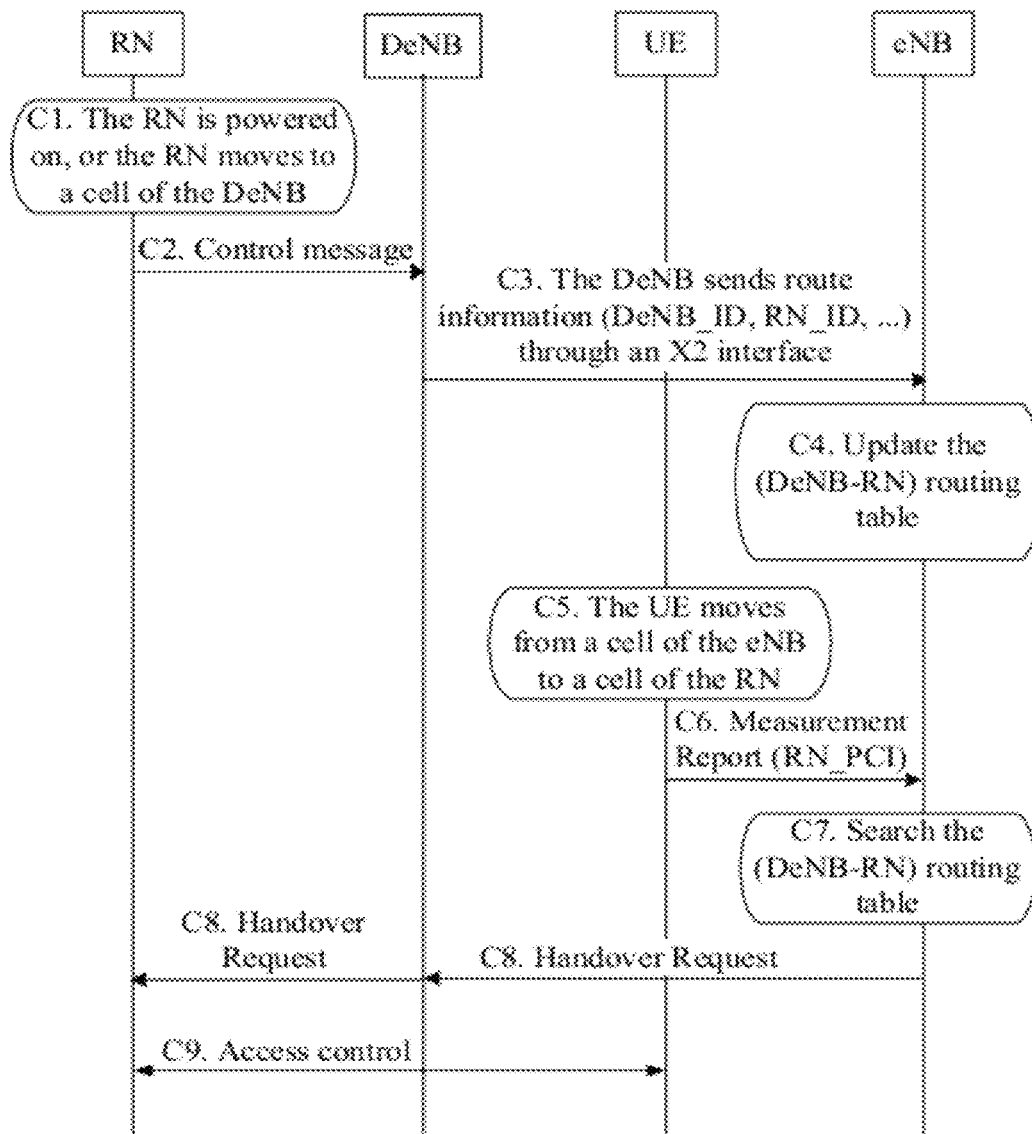 RN DeNB UE eNB
C1. The RN is powered
on, or the RN moves to
a cell of the DeNB
C2. Control message
C3. The DeNB sends route
information (DeNB_ID, RN_ID, ...)
through an X2 interface
C4. Update the
(DeNB-RN) routing
table
C5. The UE moves
from a cell of the eNB
to a cell of the RN
C6. Measurement
Report (RN_PCI)
C7. Search the
(DeNB-RN) routing
table
C8. Handover
Request
C8. Handover Request
C9. Access control